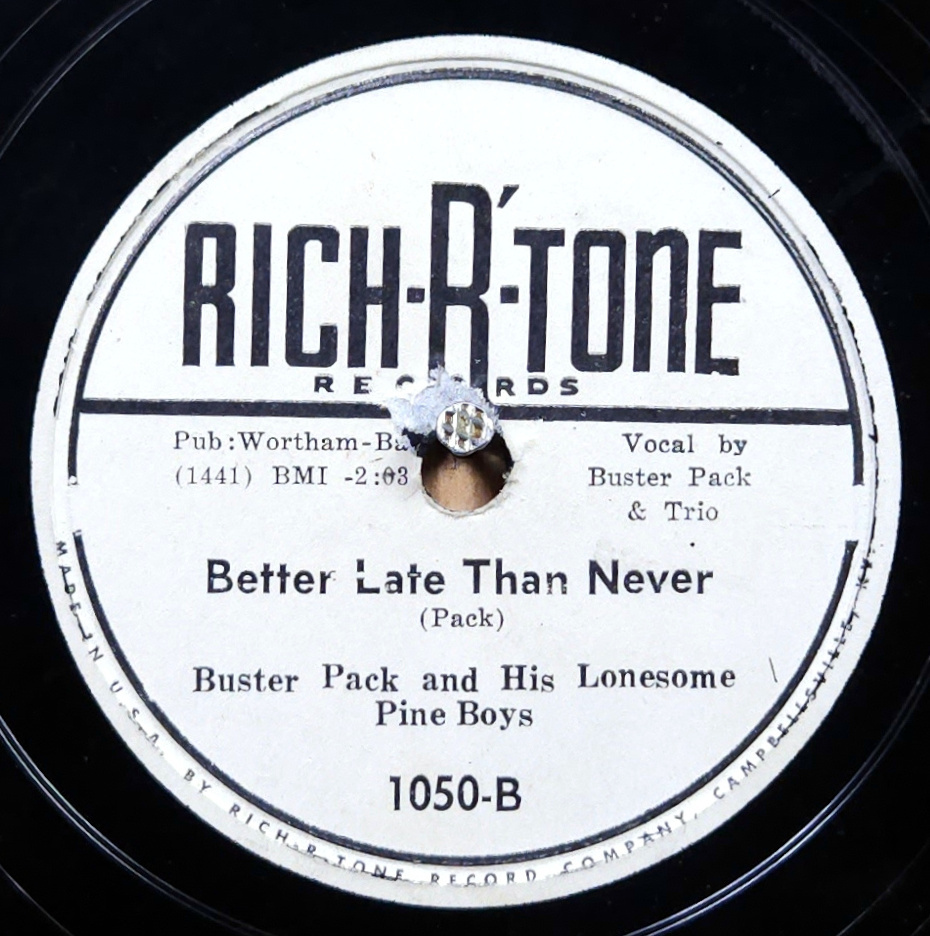 RICH-R'-TONE
RECORDS
Pub:Wortham-Ba
(1441) BMI -2:03
Vocal by
Buster Pack
& Trio
Better Late Than Never
(Pack)
Buster Pack and His Lonesome
Pine Boys
1050-B
MADE IN U.S.A. BY RICH-R-TONE RECORD COMPANY, CAMPBELLSVILLE, KY.